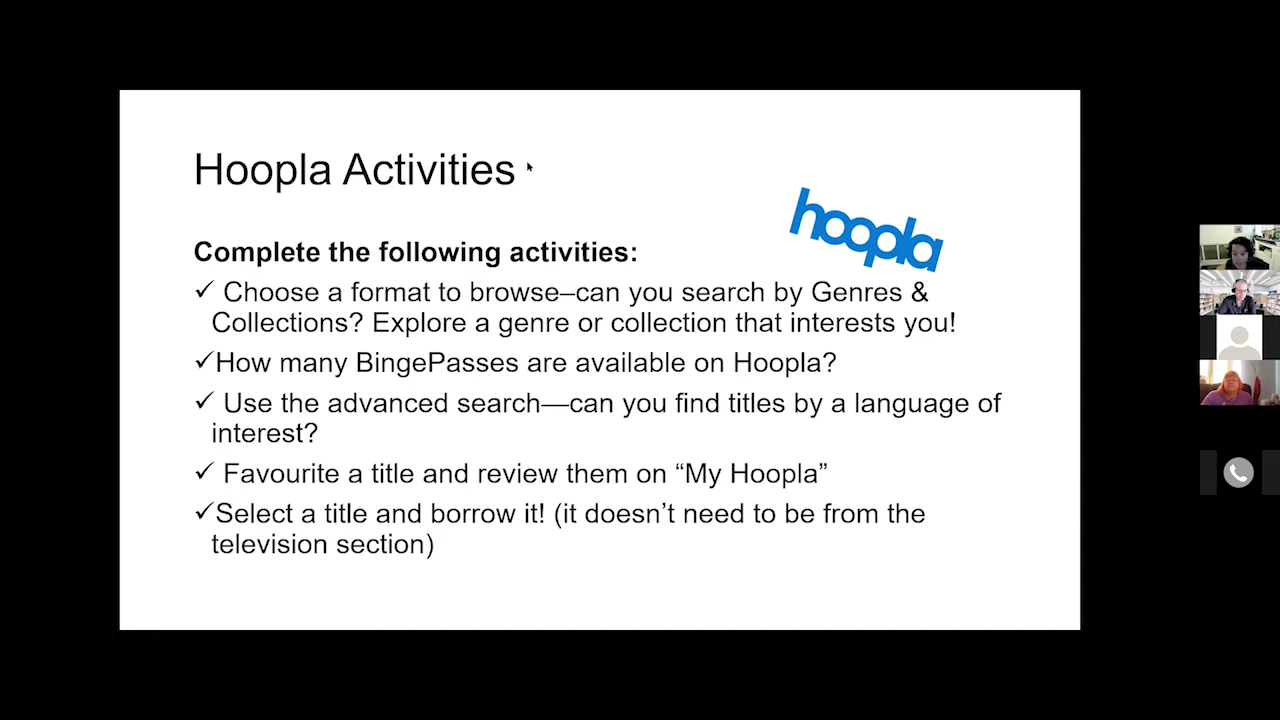 Hoopla Activities
hoopla
Complete the following activities:
✓ Choose a format to browse–can you search by Genres &
Collections? Explore a genre or collection that interests you!
✓How many BingePasses are available on Hoopla?
✓ Use the advanced search—can you find titles by a language of
interest?
✓ Favourite a title and review them on “My Hoopla”
✓Select a title and borrow it! (it doesn’t need to be from the
television section)